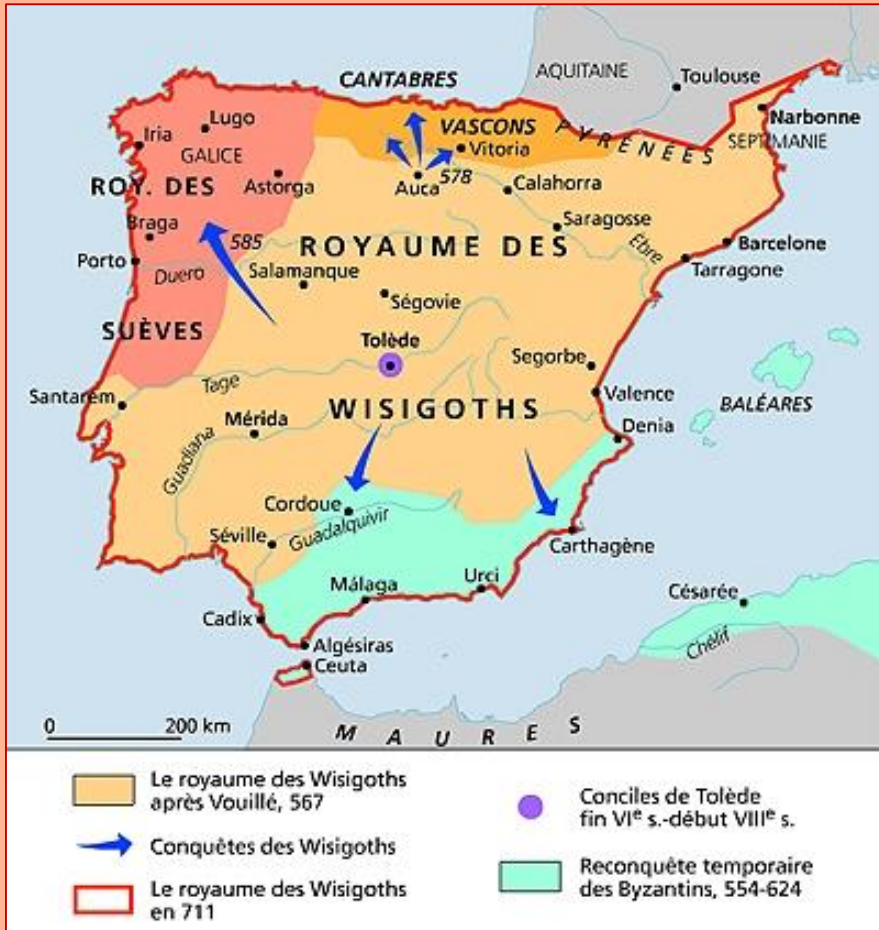 CANTABRES
AQUITAINE
Toulouse
Lugo
Iria
GALICE
VASCONS
PYRÉNÉES
Narbonne
SEPTIMANIE
Vitoria
ROY. DES
Astorga
Auca
578
Calahorra
Braga
585
Saragosse
ROYAUME DES
Èbre
Barcelone
Porto
Duero
Salamanque
Tarragone
Ségovie
SUÈVES
Tolède
Segorbe
Tage
Santarem
Valence
WISIGOTHS
BALÉARES
Mérida
Denia
Guadiana
Cordoue
Guadalquivir
Séville
Carthagène
Urci
Málaga
Césarée
Cadix
Chélif
Algésiras
Ceuta
0 200 km
MAURES
Le royaume des Wisigoths
après Vouillé, 567
Conquêtes des Wisigoths
Le royaume des Wisigoths
en 711
Conciles de Tolède
fin VIe s.-début VIIIe s.
Reconquête temporaire
des Byzantins, 554-624